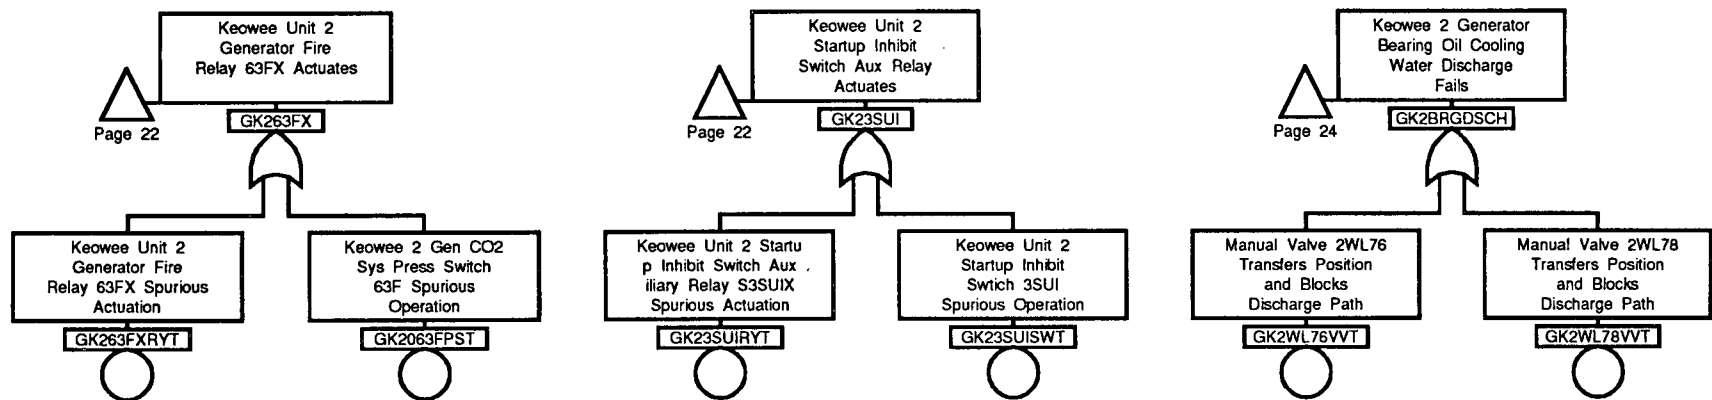 Keowee Unit 2
Generator Fire
Relay 63FX Actuates
Page 22
GK263FX
Keowee Unit 2
Generator Fire
Relay 63FX Spurious
Actuation
GK263FXRYT
Keowee 2 Gen CO2
Sys Press Switch
63F Spurious
Operation
GK2063FPST
Keowee Unit 2
Startup Inhibit
Switch Aux Relay
Actuates
Page 22
GK23SUI
Keowee Unit 2 Startu
p Inhibit Switch Aux
iliary Relay S3SUIX
Spurious Actuation
GK23SUIRYT
Keowee Unit 2
Startup Inhibit
Swtich 3SUI
Spurious Operation
GK23SUISWT
Keowee 2 Generator
Bearing Oil Cooling
Water Discharge
Fails
Page 24
GK2BRGDSCH
Manual Valve 2WL76
Transfers Position
and Blocks
Discharge Path
GK2WL76VVT
Manual Valve 2WL78
Transfers Position
and Blocks
Discharge Path
GK2WL78VVT